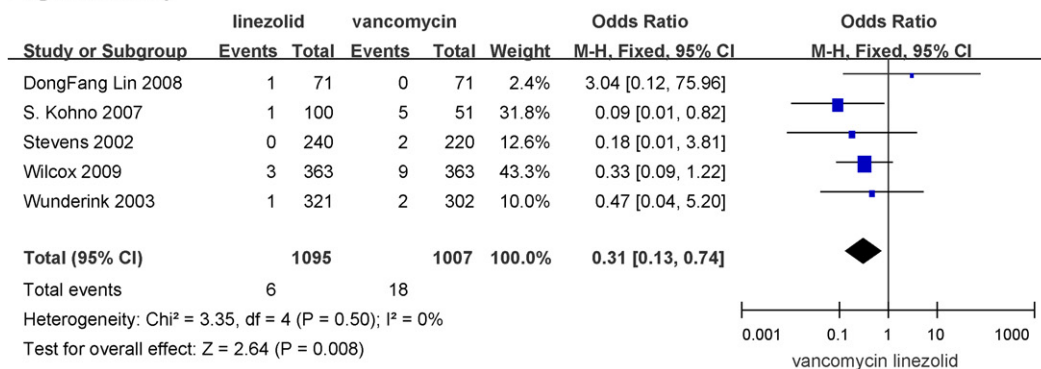 linezolid vancomycin Odds Ratio Odds Ratio
Study or Subgroup Events Total Events Total Weight M-H, Fixed, 95% CI M-H, Fixed, 95% CI
DongFang Lin 2008 1 71 0 71 2.4% 3.04 [0.12, 75.96]
S. Kohno 2007 1 100 5 51 31.8% 0.09 [0.01, 0.82]
Stevens 2002 0 240 2 220 12.6% 0.18 [0.01, 3.81]
Wilcox 2009 3 363 9 363 43.3% 0.33 [0.09, 1.22]
Wunderink 2003 1 321 2 302 10.0% 0.47 [0.04, 5.20]
Total (95% CI) 1095 1007 100.0% 0.31 [0.13, 0.74]
Total events 6 18
Heterogeneity: Chi² = 3.35, df = 4 (P = 0.50); I² = 0%
Test for overall effect: Z = 2.64 (P = 0.008)
0.001 0.1 1 10 1000
vancomycin linezolid